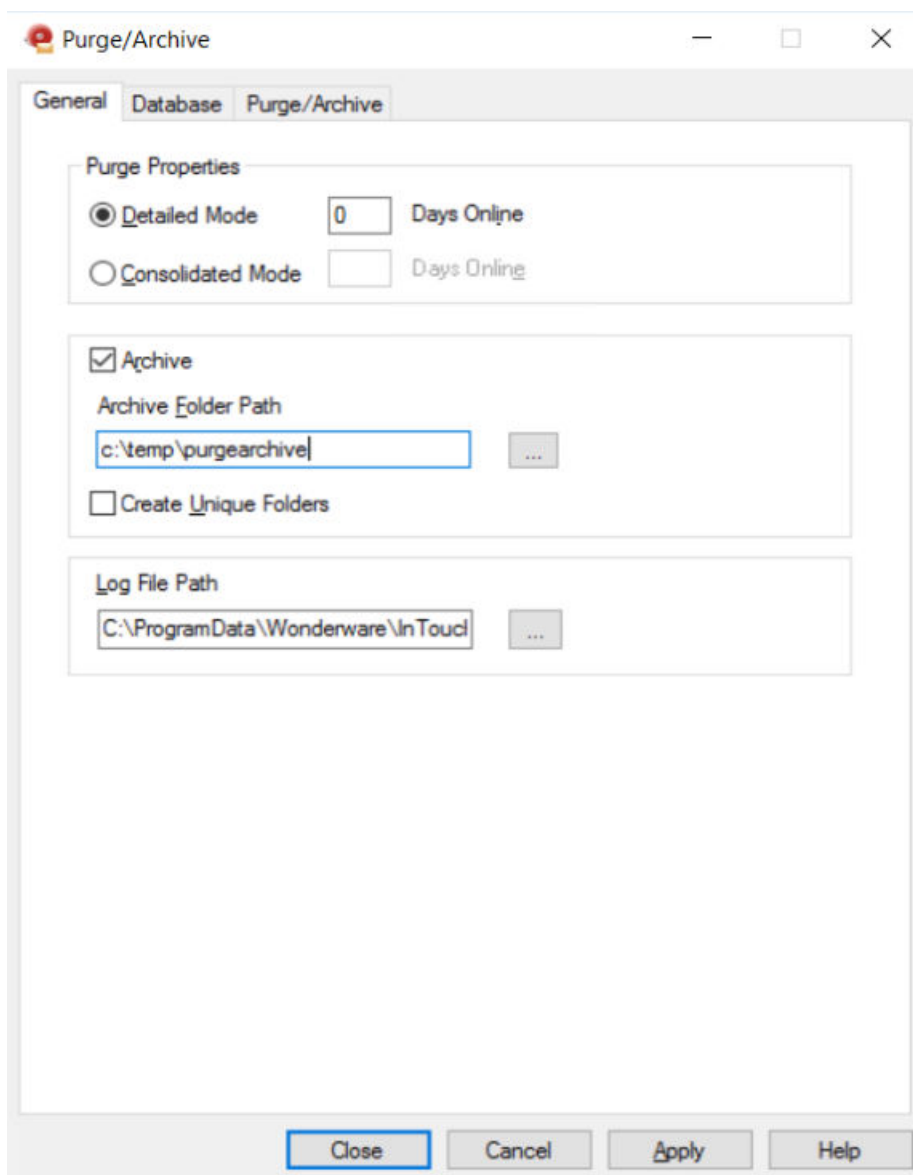 Purge/Archive
General Database Purge/Archive
Purge Properties
Detailed Mode 0 Days Online
Consolidated Mode Days Online
Archive
Archive Folder Path
c:\temp\purgearchive
...
Create Unique Folders
Log File Path
C:\ProgramData\Wonderware\InToucl
...
Close Cancel Apply Help